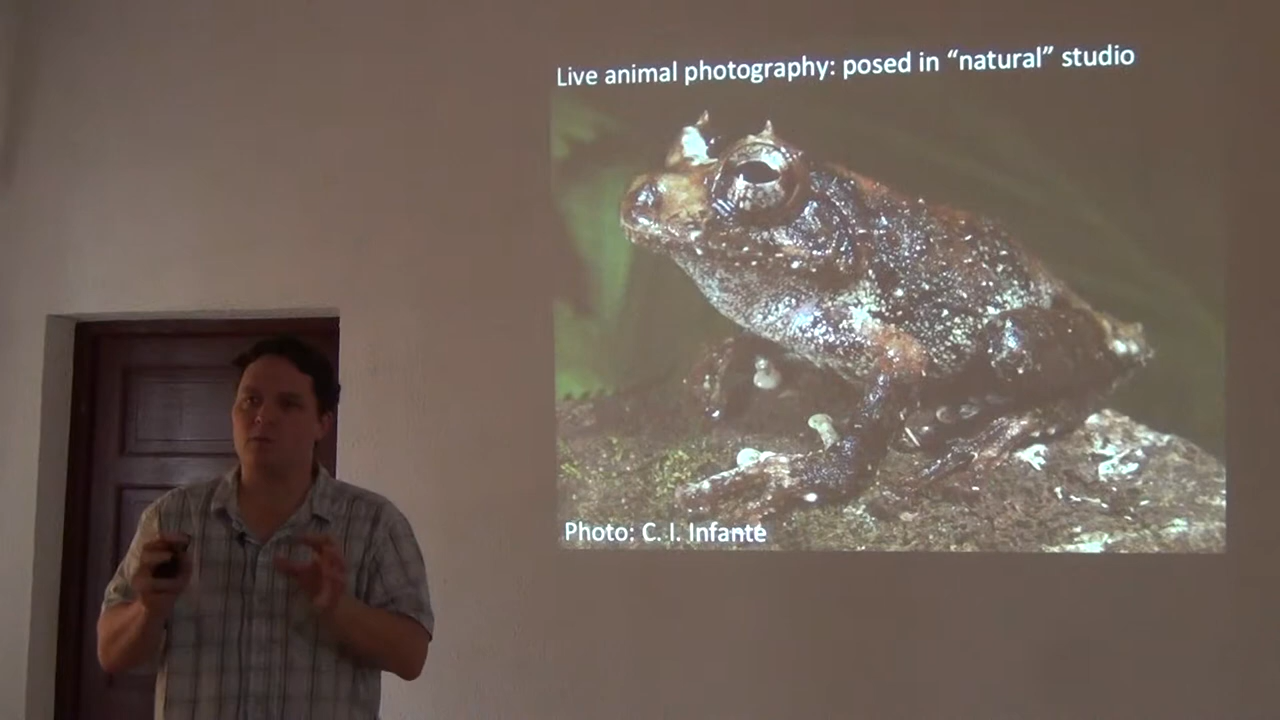 Live animal photography: posed in “natural” studio
Photo: C. I. Infante